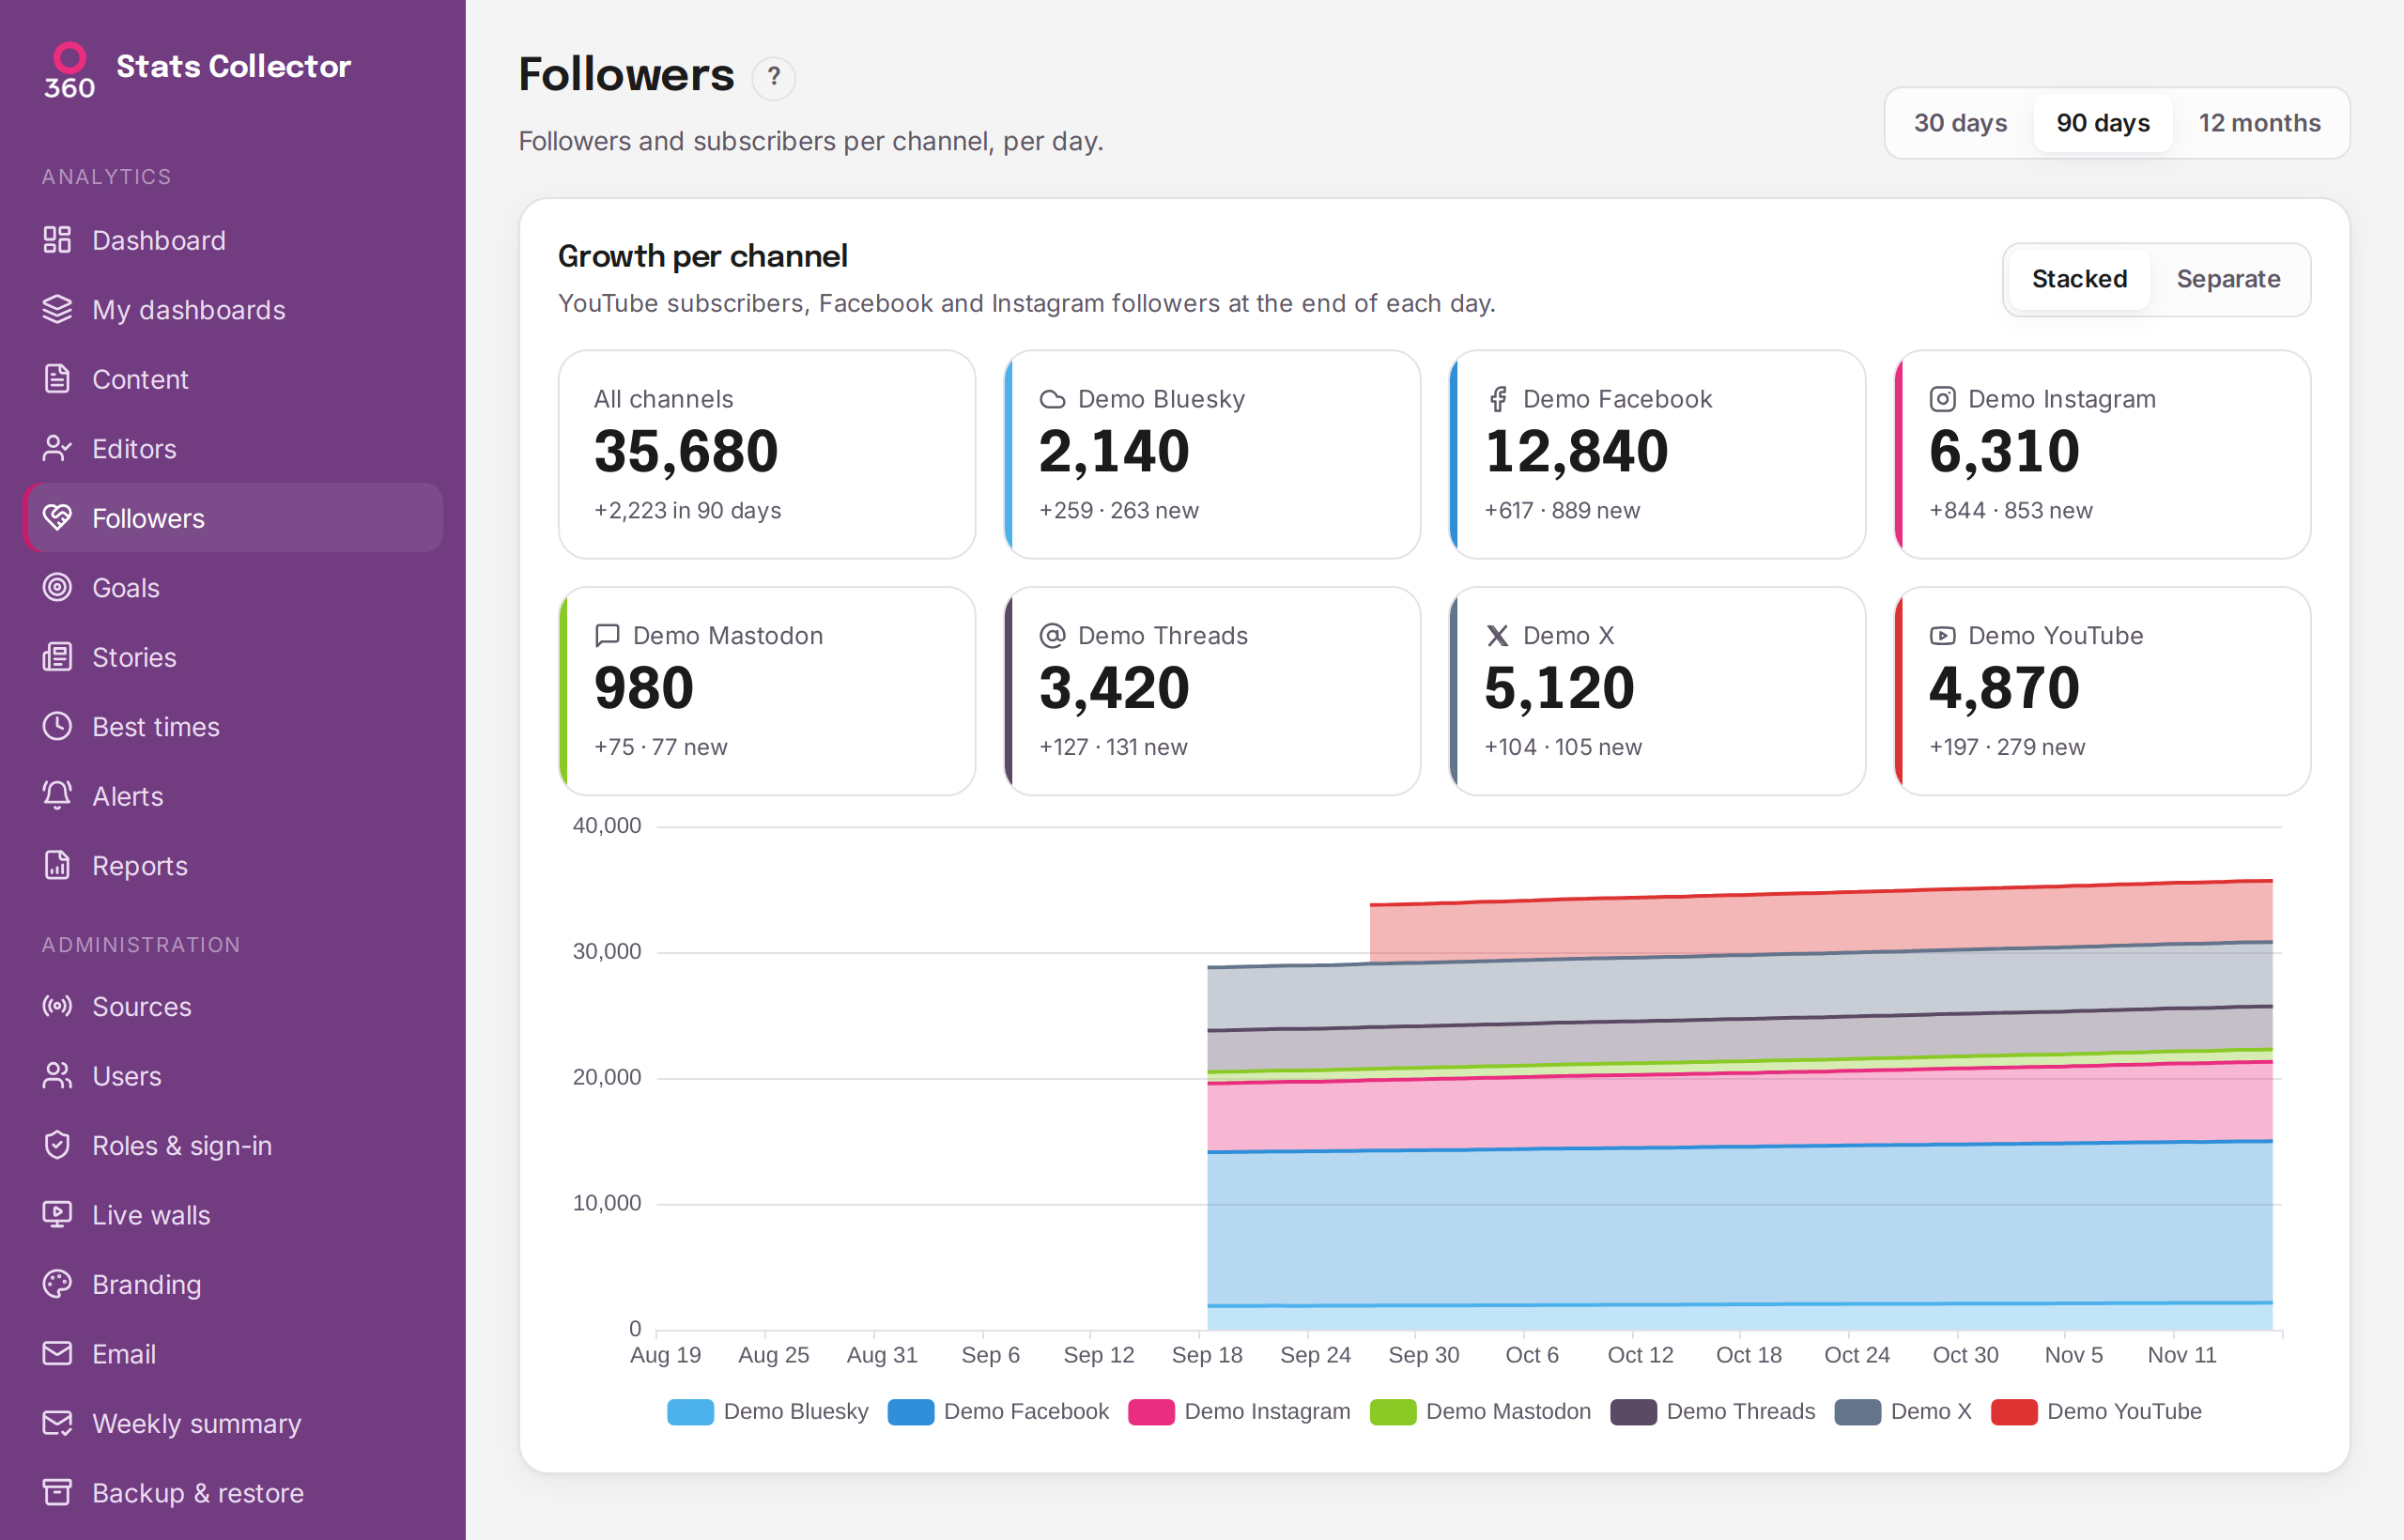 360
Stats Collector
ANALYTICS
Dashboard
My dashboards
Content
Editors
Followers
Goals
Stories
Best times
Alerts
Reports
ADMINISTRATION
Sources
Users
Roles & sign-in
Live walls
Branding
Email
Weekly summary
Backup & restore
Followers ?
Followers and subscribers per channel, per day.
30 days 90 days 12 months
Growth per channel
YouTube subscribers, Facebook and Instagram followers at the end of each day.
Stacked Separate
All channels
35,680
+2,223 in 90 days
Demo Bluesky
2,140
+259 · 263 new
Demo Facebook
12,840
+617 · 889 new
Demo Instagram
6,310
+844 · 853 new
Demo Mastodon
980
+75 · 77 new
Demo Threads
3,420
+127 · 131 new
Demo X
5,120
+104 · 105 new
Demo YouTube
4,870
+197 · 279 new
40,000
30,000
20,000
10,000
0
Aug 19 Aug 25 Aug 31 Sep 6 Sep 12 Sep 18 Sep 24 Sep 30 Oct 6 Oct 12 Oct 18 Oct 24 Oct 30 Nov 5 Nov 11
Demo Bluesky Demo Facebook Demo Instagram Demo Mastodon Demo Threads Demo X Demo YouTube